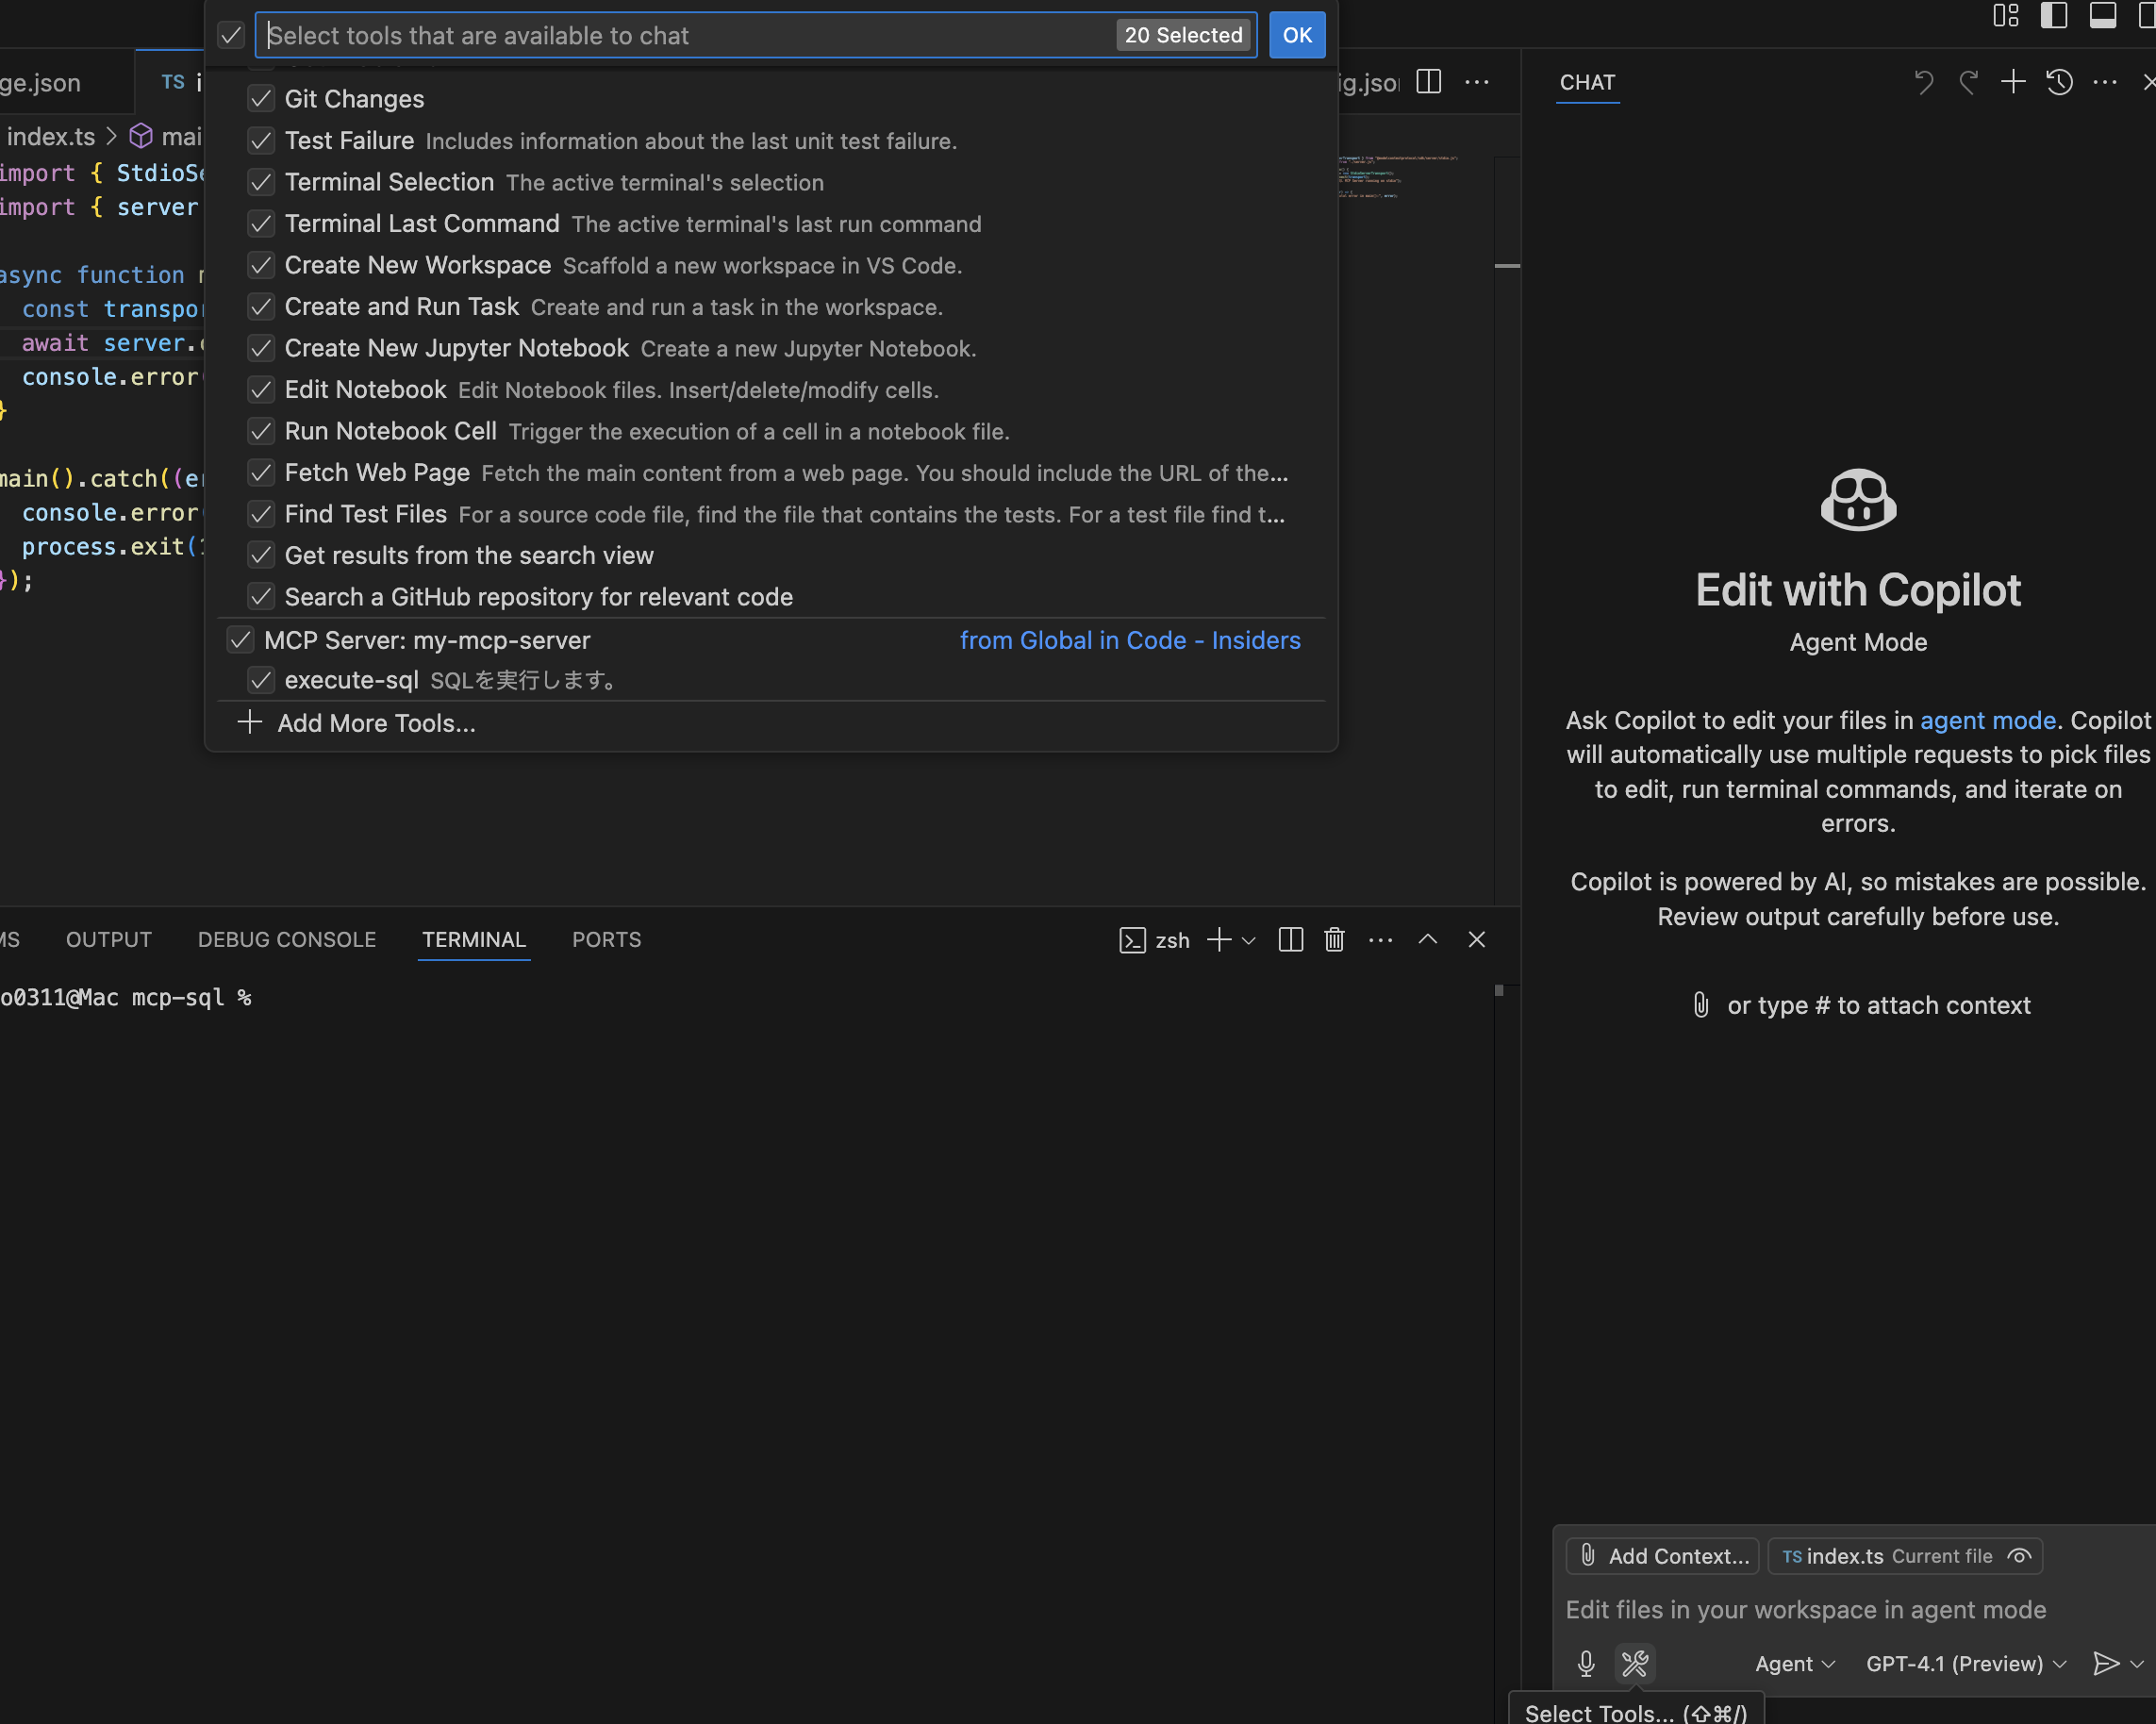 Select tools that are available to chat
20 Selected
OK
Git Changes
Test Failure Includes information about the last unit test failure.
Terminal Selection The active terminal's selection
Terminal Last Command The active terminal's last run command
Create New Workspace Scaffold a new workspace in VS Code.
Create and Run Task Create and run a task in the workspace.
Create New Jupyter Notebook Create a new Jupyter Notebook.
Edit Notebook Edit Notebook files. Insert/delete/modify cells.
Run Notebook Cell Trigger the execution of a cell in a notebook file.
Fetch Web Page Fetch the main content from a web page. You should include the URL of the...
Find Test Files For a source code file, find the file that contains the tests. For a test file find t...
Get results from the search view
Search a GitHub repository for relevant code
MCP Server: my-mcp-server from Global in Code - Insiders
execute-sql SQLを実行します。
+ Add More Tools...
ge.json
TS i
ig.json
index.ts > mai
import { StdioSe
import { server
async function
const transpor
await server.c
console.error(
}
main().catch((er
console.error(
process.exit(1
});
MS OUTPUT DEBUG CONSOLE TERMINAL PORTS
zsh
o0311@Mac mcp-sql %
CHAT
Edit with Copilot
Agent Mode
Ask Copilot to edit your files in agent mode. Copilot
will automatically use multiple requests to pick files
to edit, run terminal commands, and iterate on
errors.
Copilot is powered by AI, so mistakes are possible.
Review output carefully before use.
or type # to attach context
Add Context...
TS index.ts Current file
Edit files in your workspace in agent mode
Agent
GPT-4.1 (Preview)
Select Tools... (⇧⌘/)